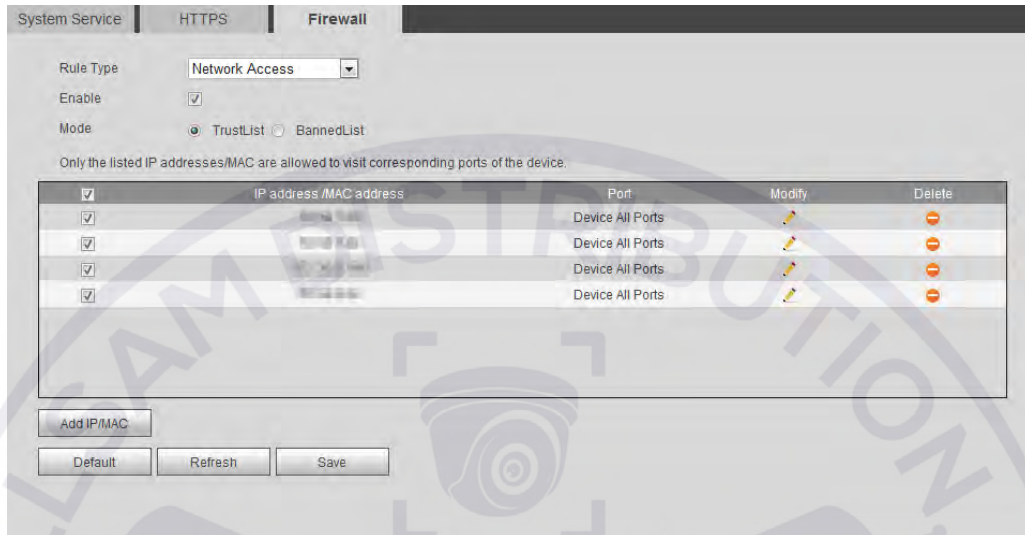 System Service HTTPS Firewall
Rule Type Network Access
Enable
Mode TrustList BannedList
Only the listed IP addresses/MAC are allowed to visit corresponding ports of the device.
IP address /MAC address Port Modify Delete
Device All Ports
Device All Ports
Device All Ports
Device All Ports
Add IP/MAC
Default Refresh Save
SAM DISTRIBUTION